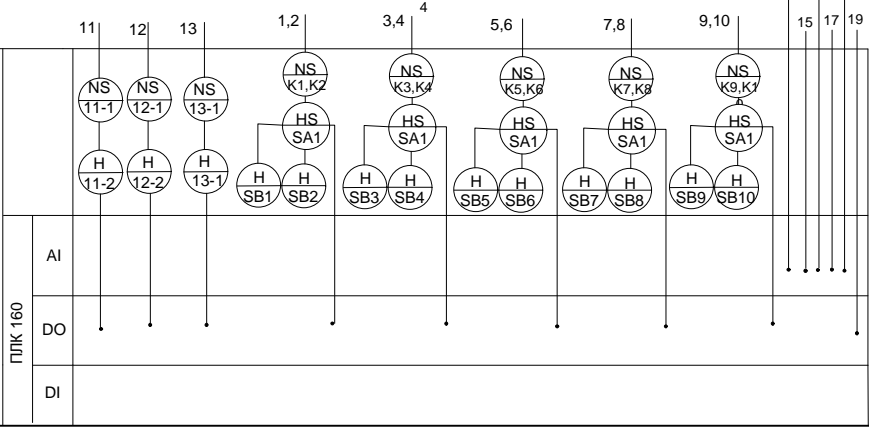 4
11 12 13 1,2 3,4 5,6 7,8 9,10 15 17 19
NS NS NS NS NS NS NS NS
11-1 12-1 13-1 K1,K2 K3,K4 K5,K6 K7,K8 K9,K1
HS HS HS HS HS
SA1 SA1 SA1 SA1 SA1
H H H H H H H H H H H H H
11-2 12-2 13-1 SB1 SB2 SB3 SB4 SB5 SB6 SB7 SB8 SB9 SB10
ПЛК 160
AI
DO
DI